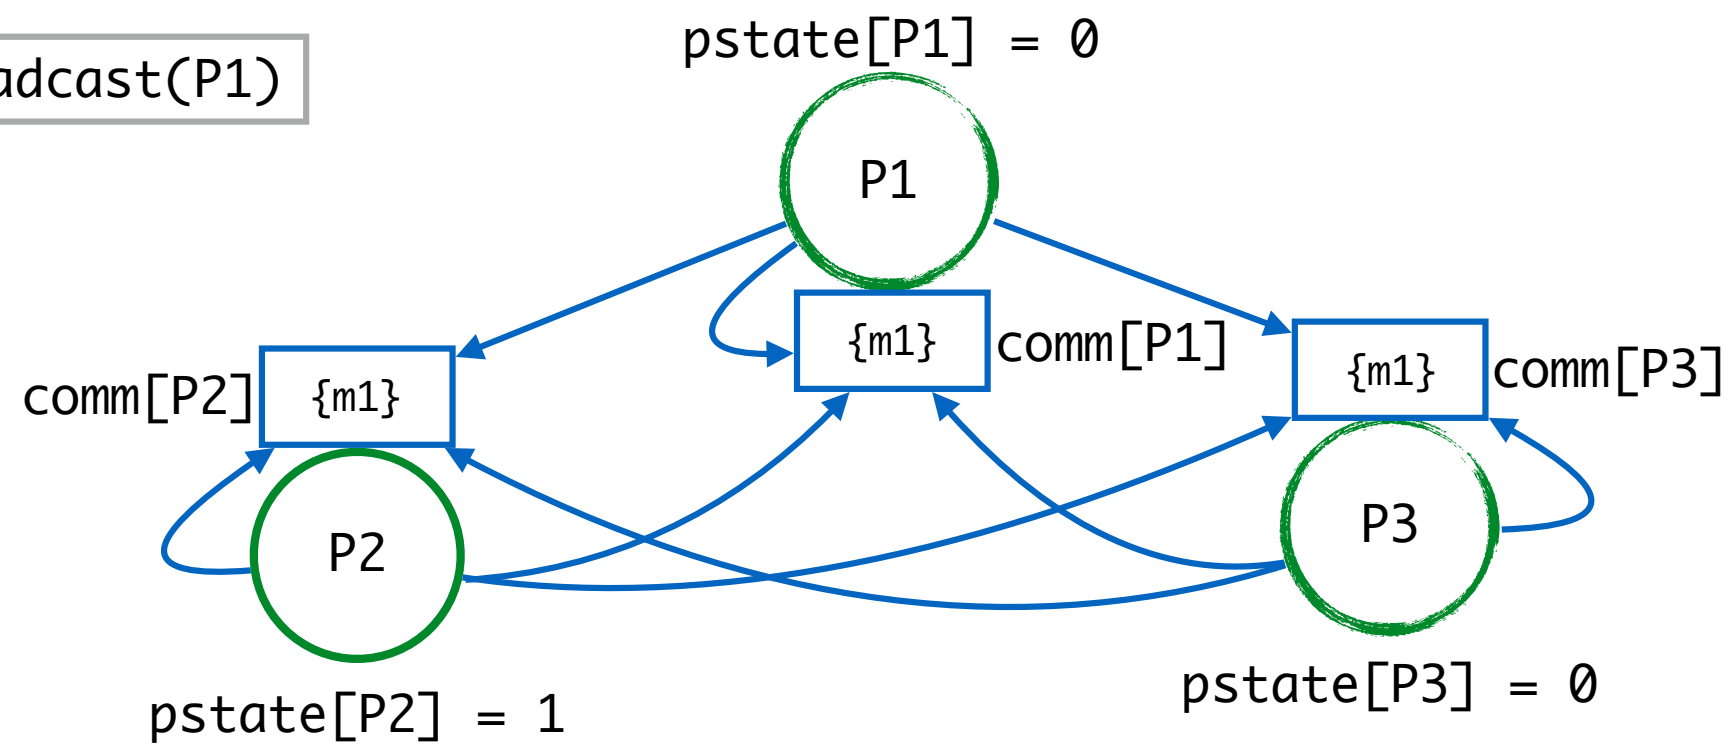 pstate[P1] = 0
adcast(P1)
P1
{m1} comm[P1]
{m1} comm[P3]
comm[P2] {m1}
P3
P2
pstate[P3] = 0
pstate[P2] = 1